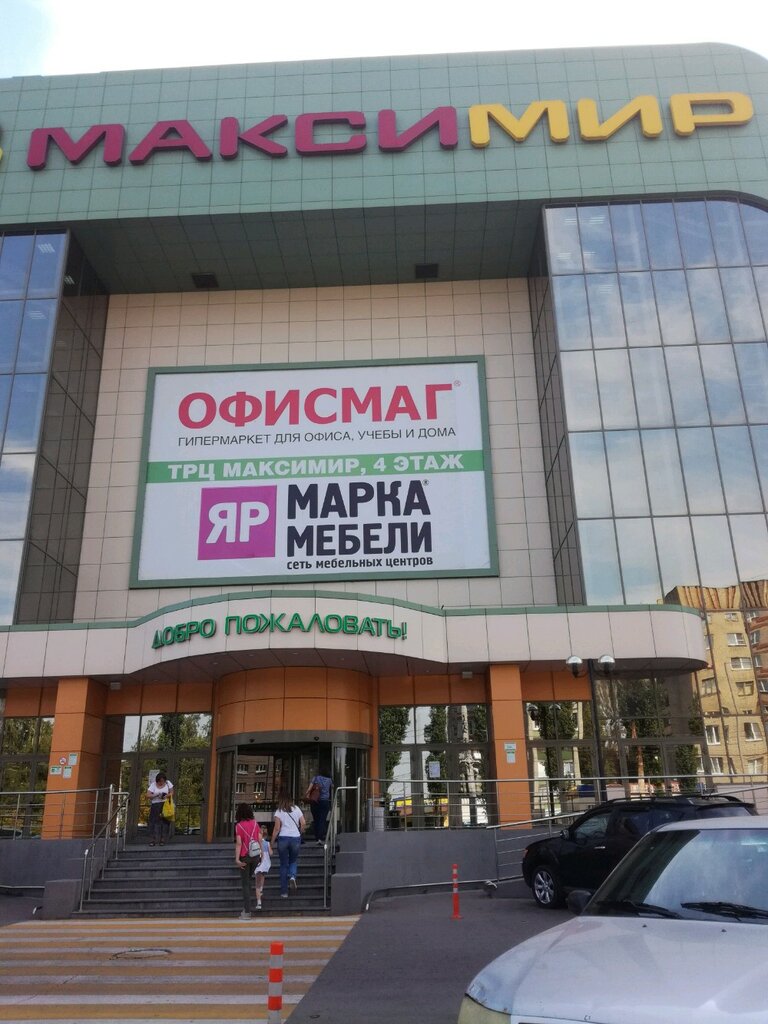 МАКСИМИР
ОФИСМАГ®
ГИПЕРМАРКЕТ ДЛЯ ОФИСА, УЧЕБЫ И ДОМА
ТРЦ МАКСИМИР, 4 ЭТАЖ
ЯР
МАРКА®
МЕБЕЛИ
сеть мебельных центров
ДОБРО ПОЖАЛОВАТЬ!